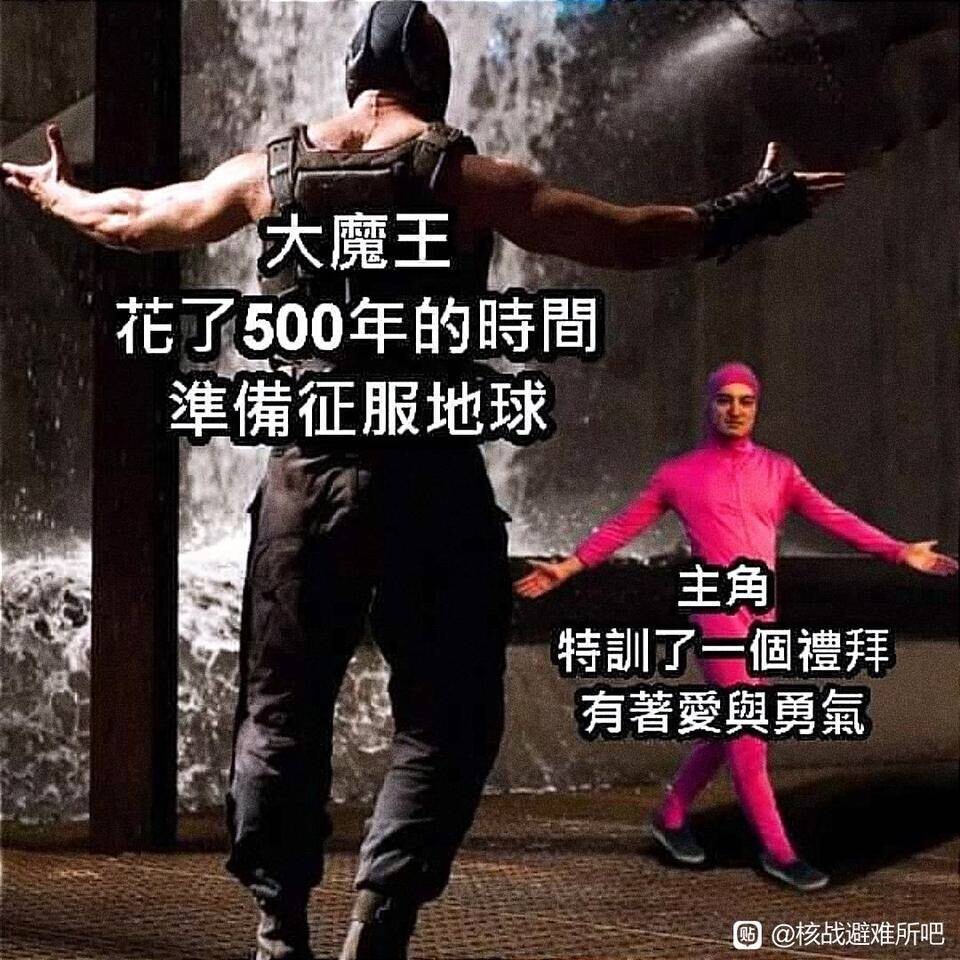 大魔王
花了500年的時間
準備征服地球
主角
特訓了一個禮拜
有著愛與勇氣
貼 @核战避难所吧